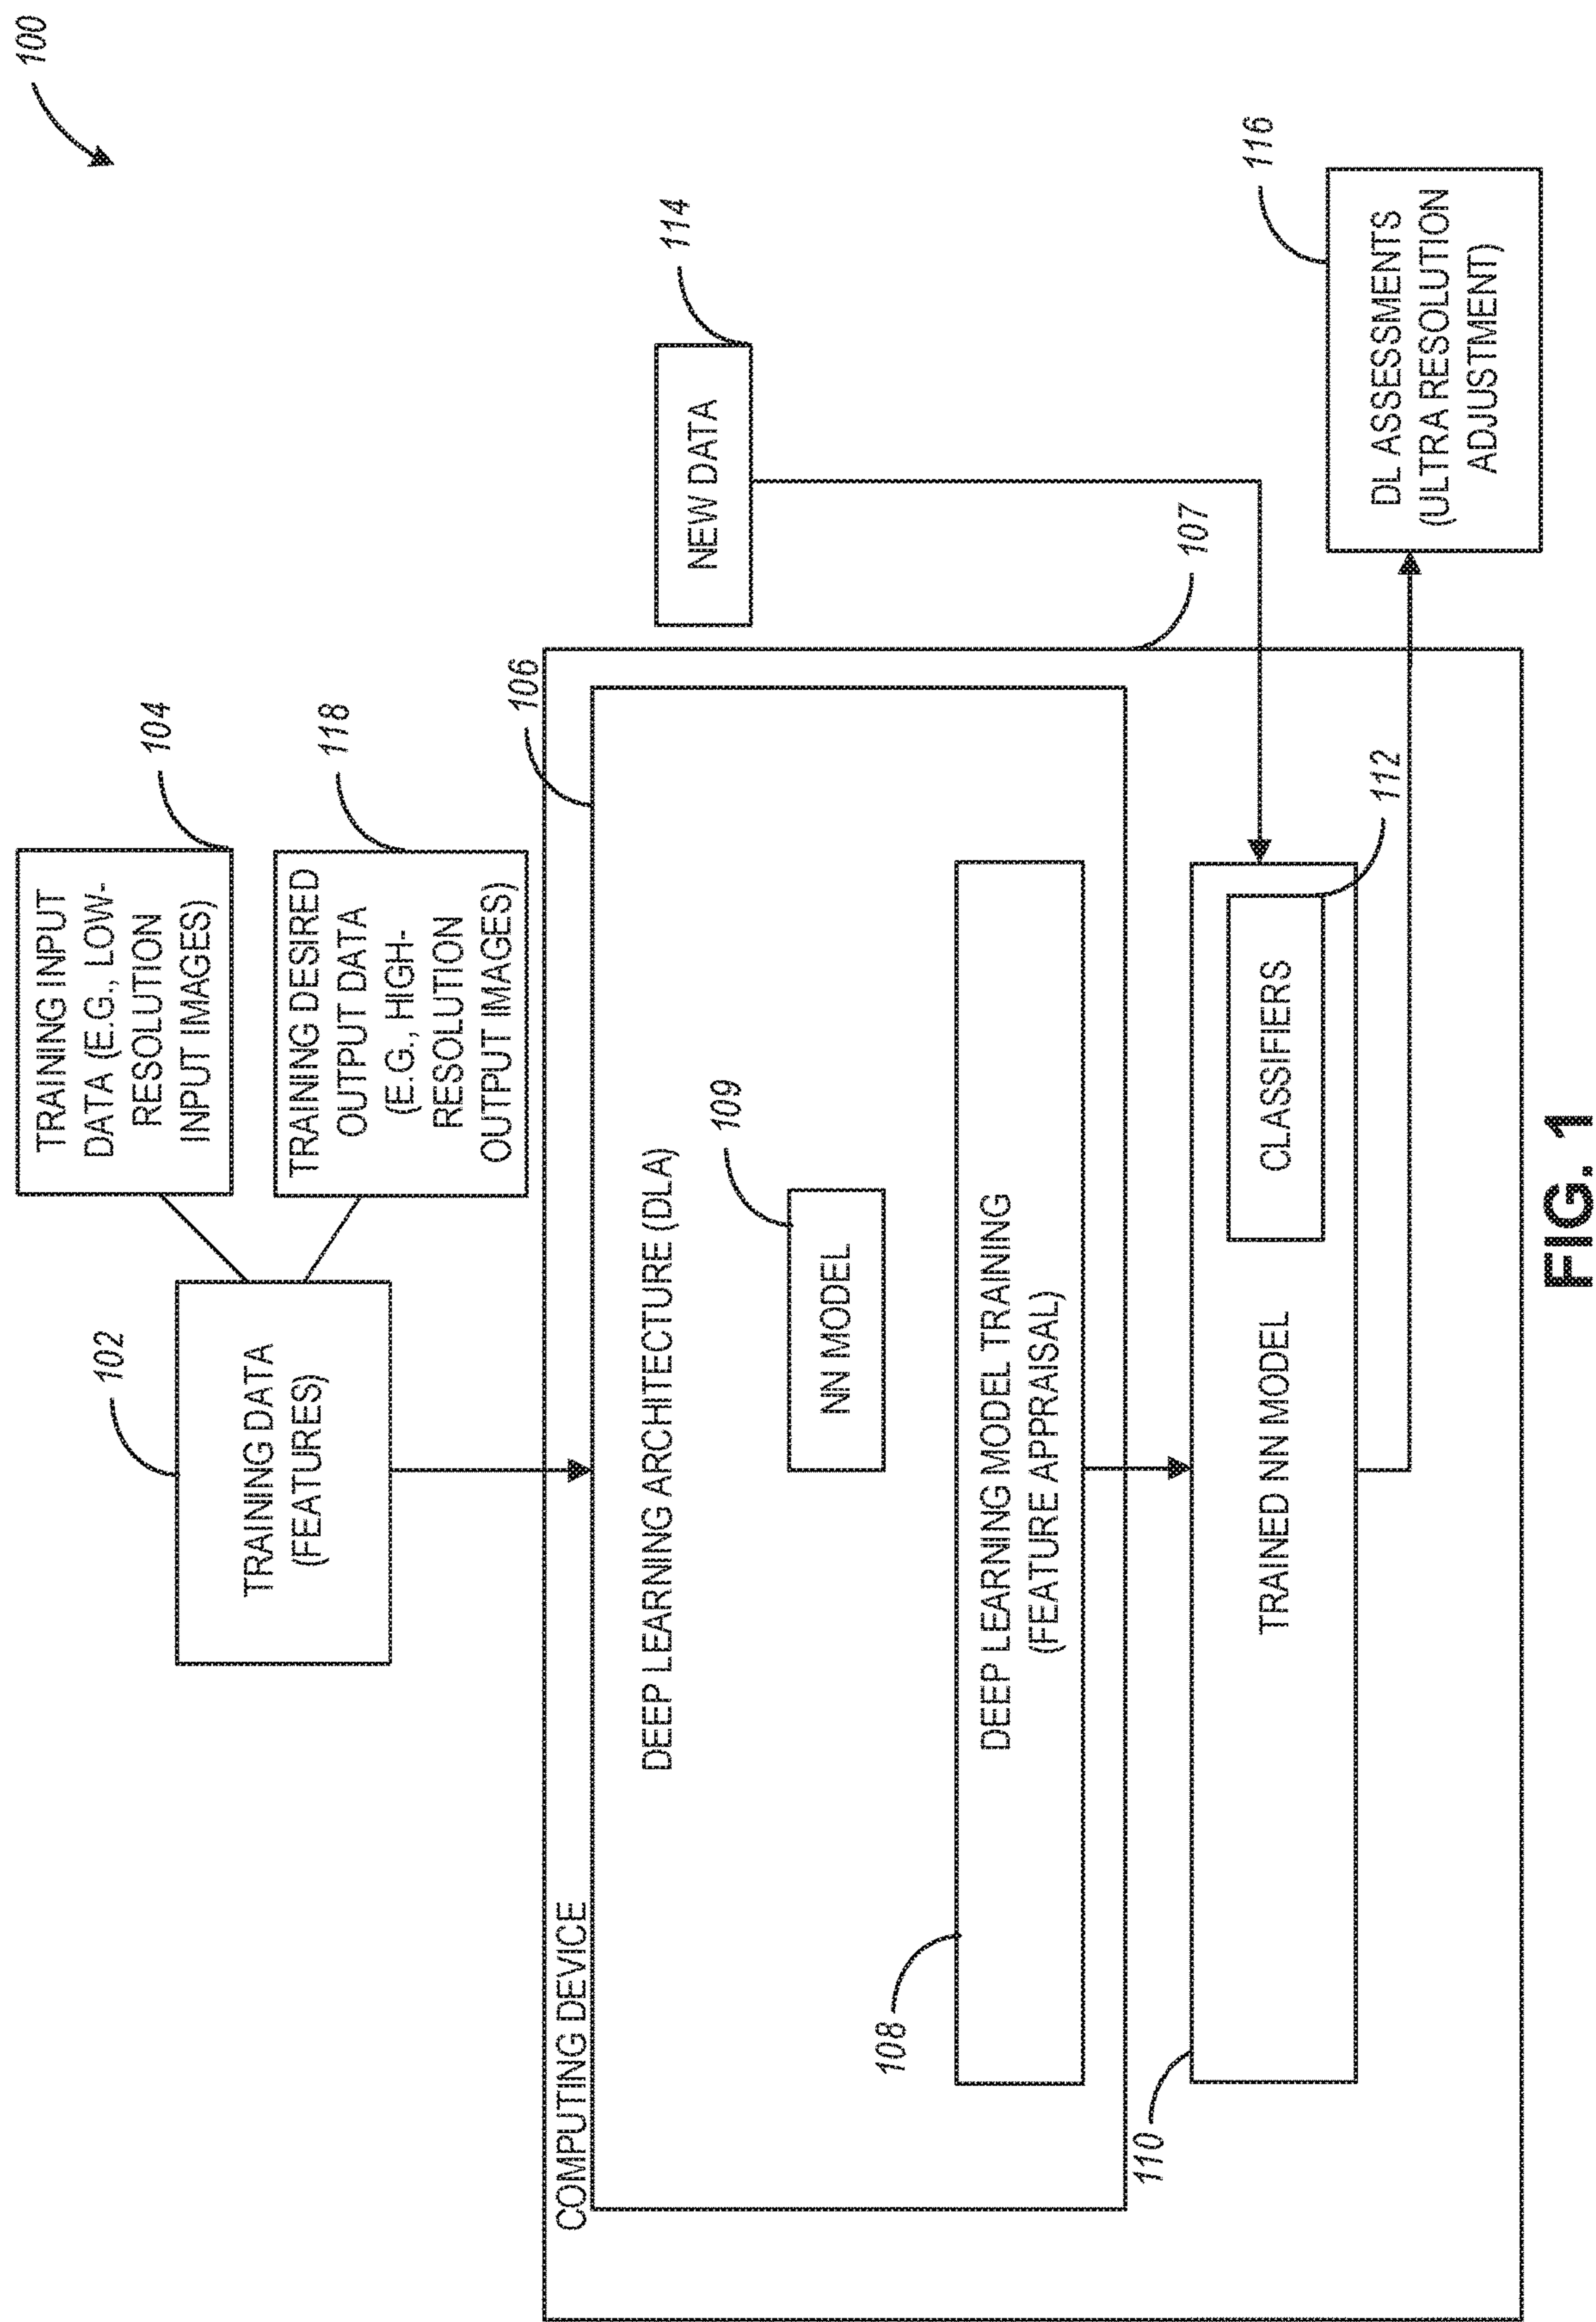 100
102
TRAINING DATA
(FEATURES)
TRAINING INPUT
DATA (E.G., LOW-
RESOLUTION
INPUT IMAGES)
104
TRAINING DESIRED
OUTPUT DATA
(E.G., HIGH-
RESOLUTION
OUTPUT IMAGES)
118
COMPUTING DEVICE
106
DEEP LEARNING ARCHITECTURE (DLA)
109
NN MODEL
108
DEEP LEARNING MODEL TRAINING
(FEATURE APPRAISAL)
NEW DATA
114
107
110
TRAINED NN MODEL
CLASSIFIERS
112
DL ASSESSMENTS
(ULTRA RESOLUTION
ADJUSTMENT)
116
FIG. 1